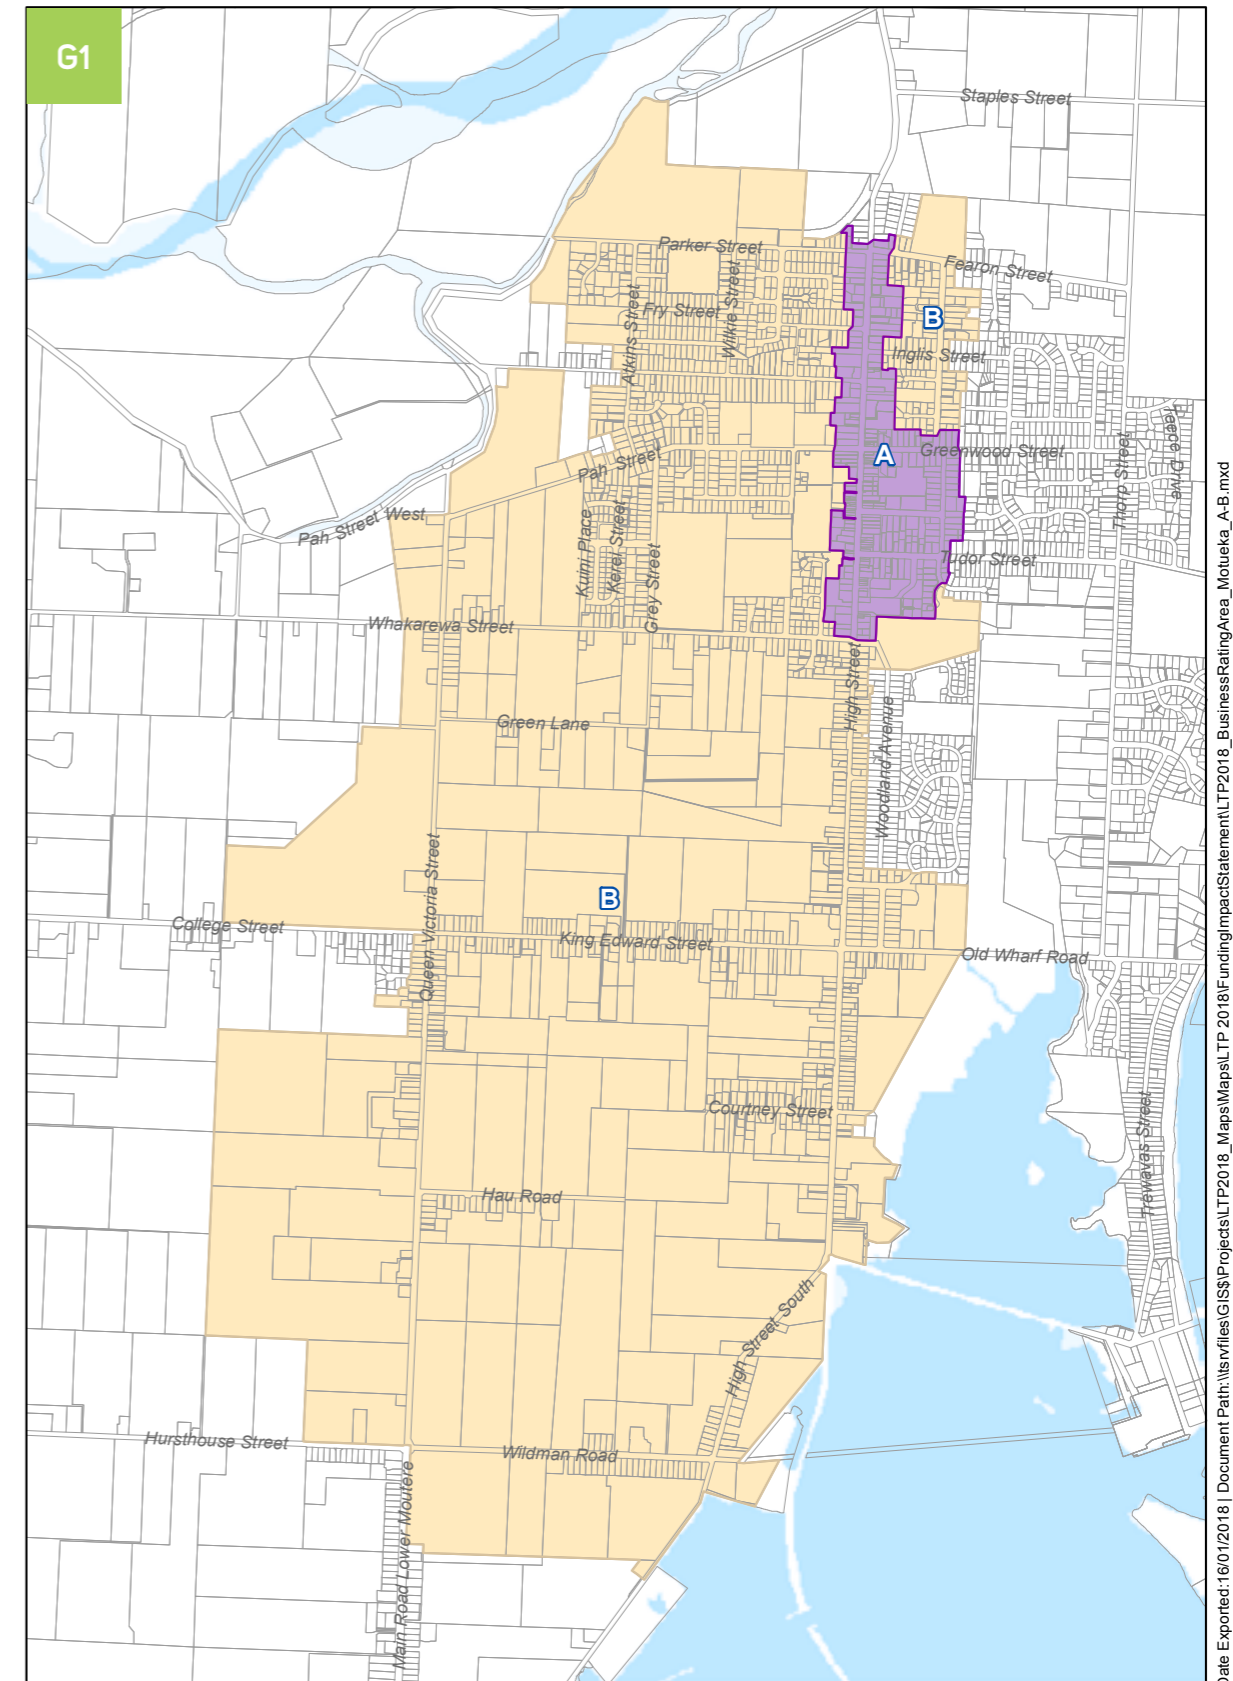 G1
Staples Street
Parker Street
Fearon Street
Fry Street
Wilkie Street
Atkins Street
B
Inglis Street
A
Greenwood Street
Reece Drive
Thorp Street
Pah Street
Pah Street West
Kuini Place
Kerei Street
Grey Street
Tudor Street
Whakarewa Street
High Street
Green Lane
Woodland Avenue
Queen Victoria Street
B
College Street
King Edward Street
Old Wharf Road
Courtney Street
Trewavas Street
Hau Road
High Street South
Hursthouse Street
Wildman Road
Main Road Lower Moutere
Date Exported:16/01/2018 | Document Path:\\tsrvfiles\GIS$\Projects\LTP2018_Maps\Maps\LTP 2018\FundingImpactStatement\LTP2018_BusinessRatingArea_Motueka_A-B.mxd